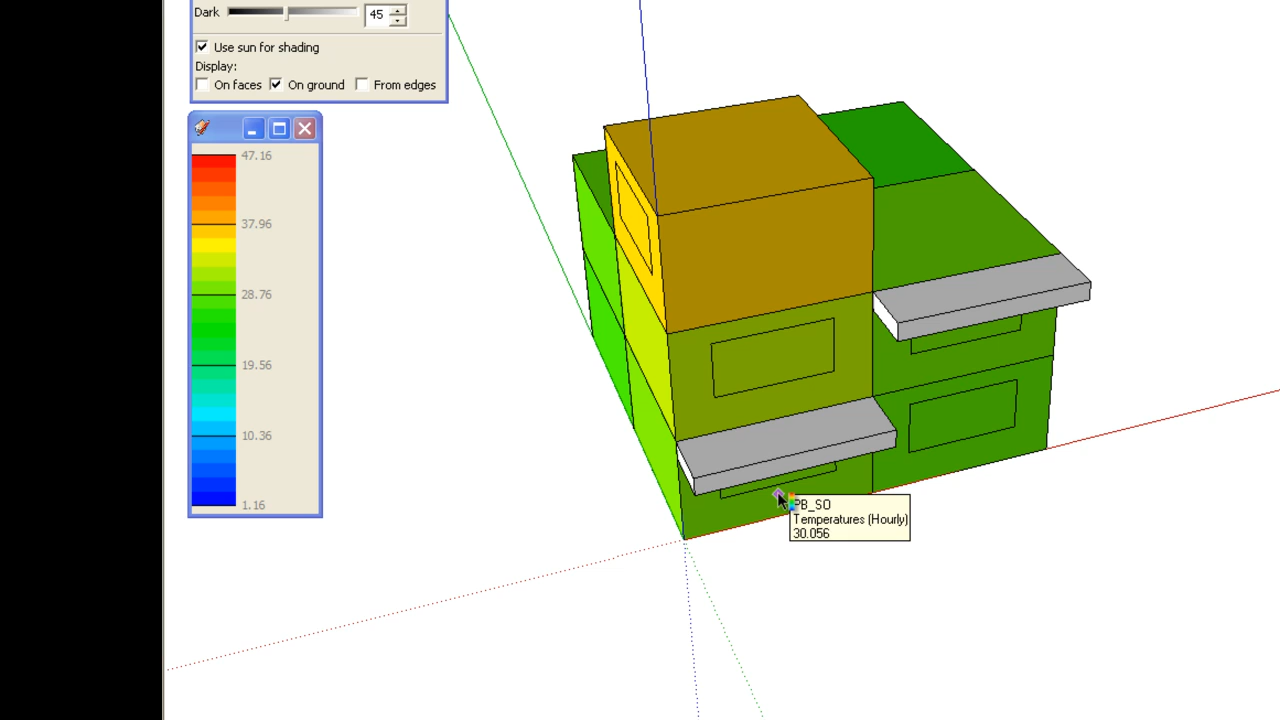 Dark
45
Use sun for shading
Display:
On faces
On ground
From edges
47.16
37.96
28.76
19.56
10.36
1.16
PB_SO
Temperatures (Hourly)
30.056